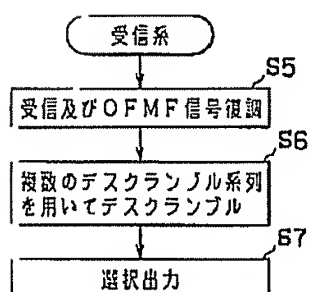 受信系
S5
受信及びOFMF信号復調
S6
複数のデスクランブル系列
を用いてデスクランブル
S7
選択出力